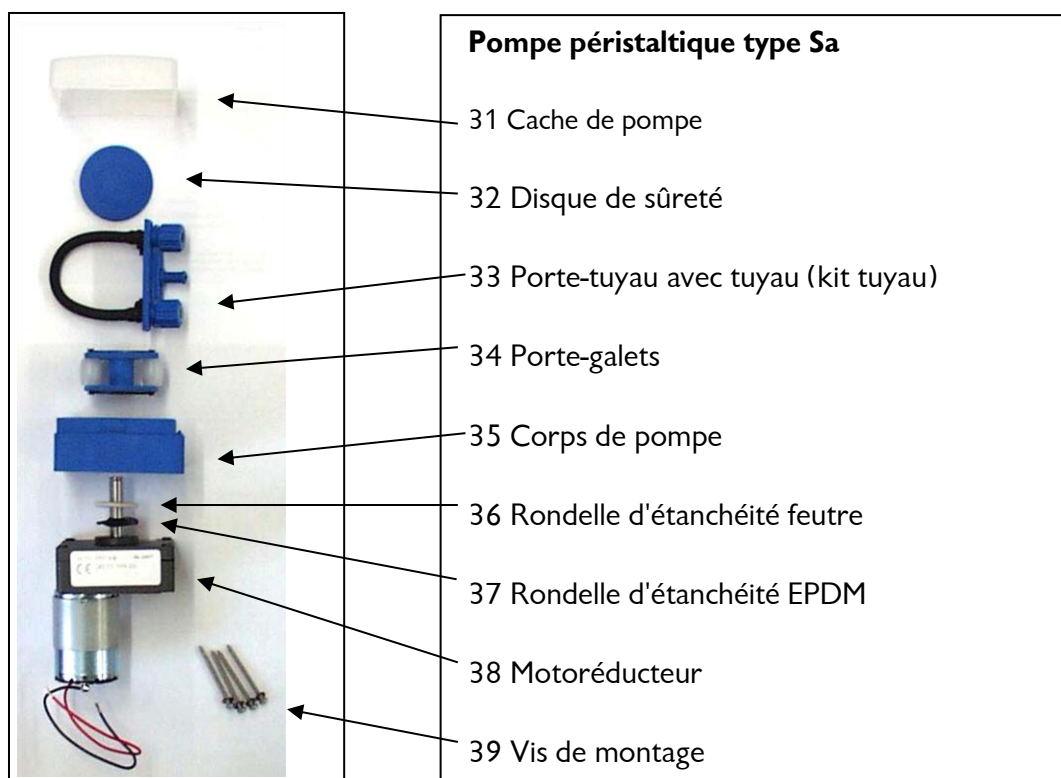 Pompe péristaltique type Sa
31 Cache de pompe
32 Disque de sûreté
33 Porte-tuyau avec tuyau (kit tuyau)
34 Porte-galets
35 Corps de pompe
36 Rondelle d'étanchéité feutre
37 Rondelle d'étanchéité EPDM
38 Motoréducteur
39 Vis de montage
CE